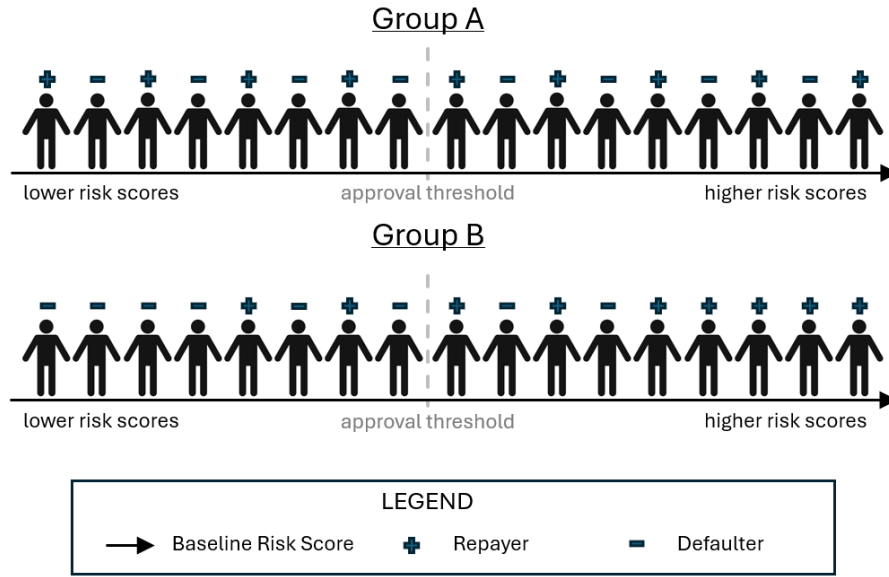 Group A
+ - + - + - + - + - + - + - + - +
lower risk scores approval threshold higher risk scores
Group B
- - - - + - + - + - + - + + + + +
lower risk scores approval threshold higher risk scores
LEGEND
Baseline Risk Score + Repayer - Defaulter